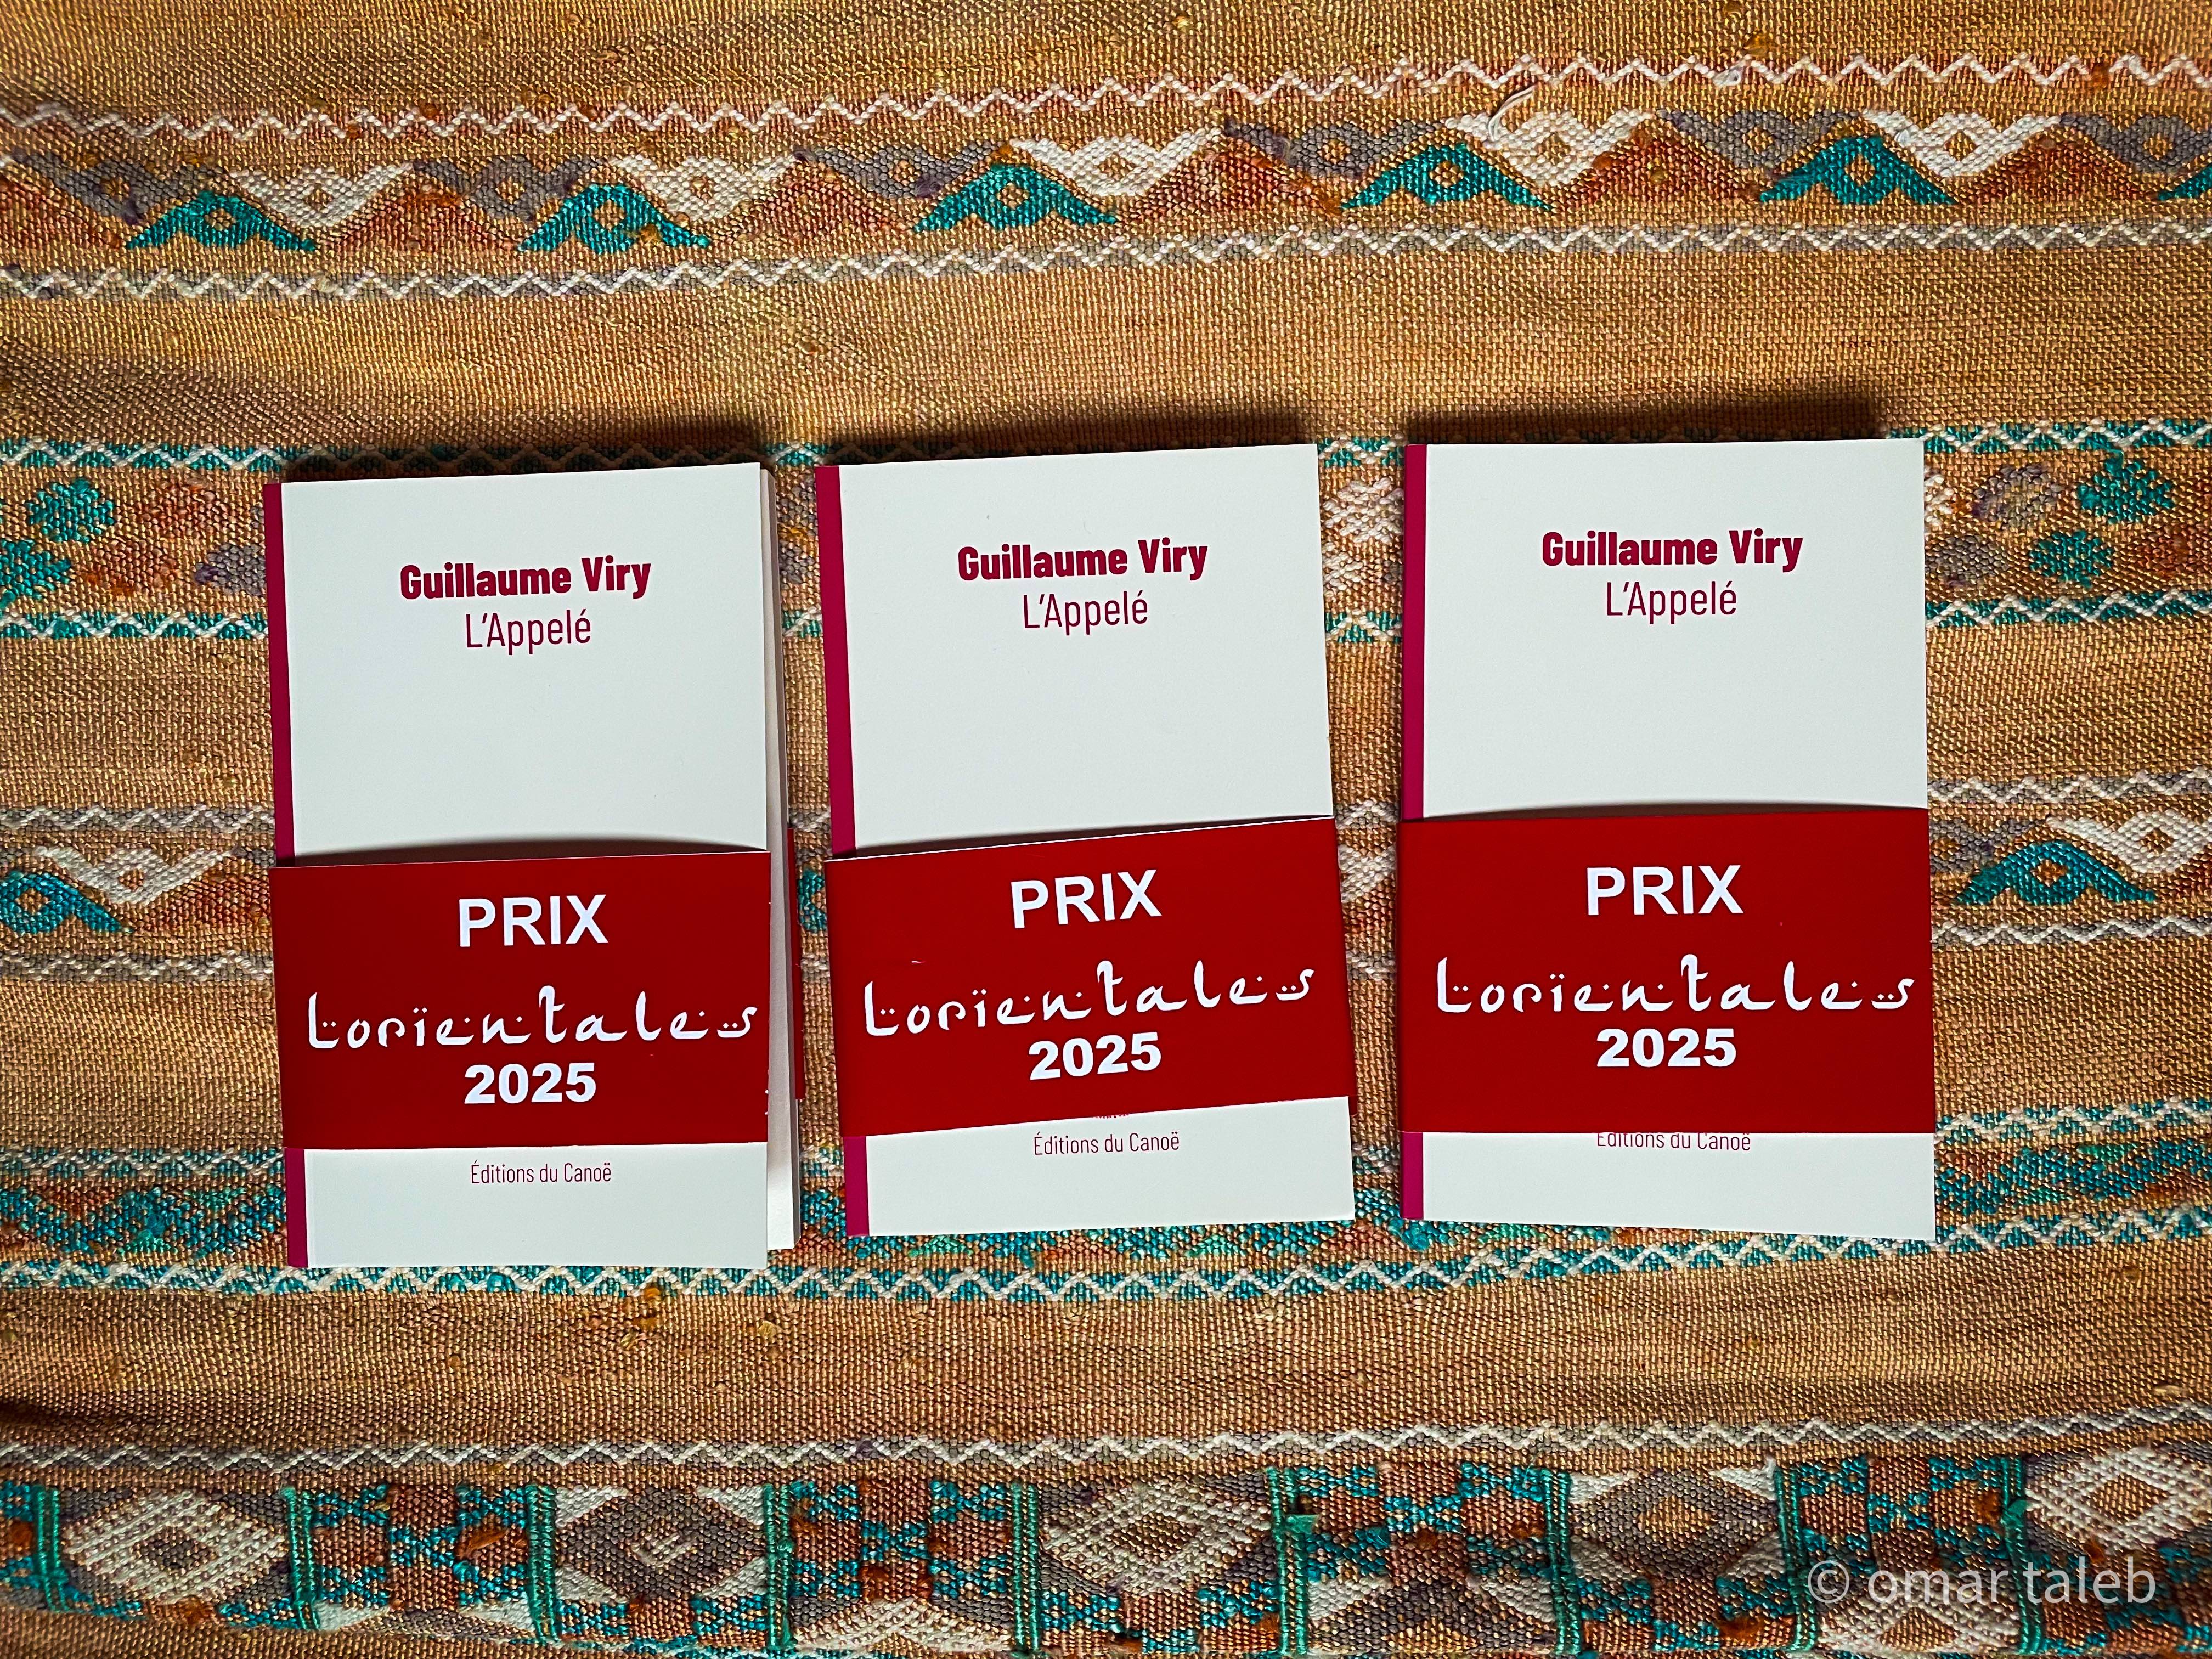 Guillaume Viry
L'Appelé
PRIX
Lorientales
2025
Éditions du Canoë
Guillaume Viry
L'Appelé
PRIX
Lorientales
2025
Éditions du Canoë
Guillaume Viry
L'Appelé
PRIX
Lorientales
2025
Éditions du Canoë
© omar taleb